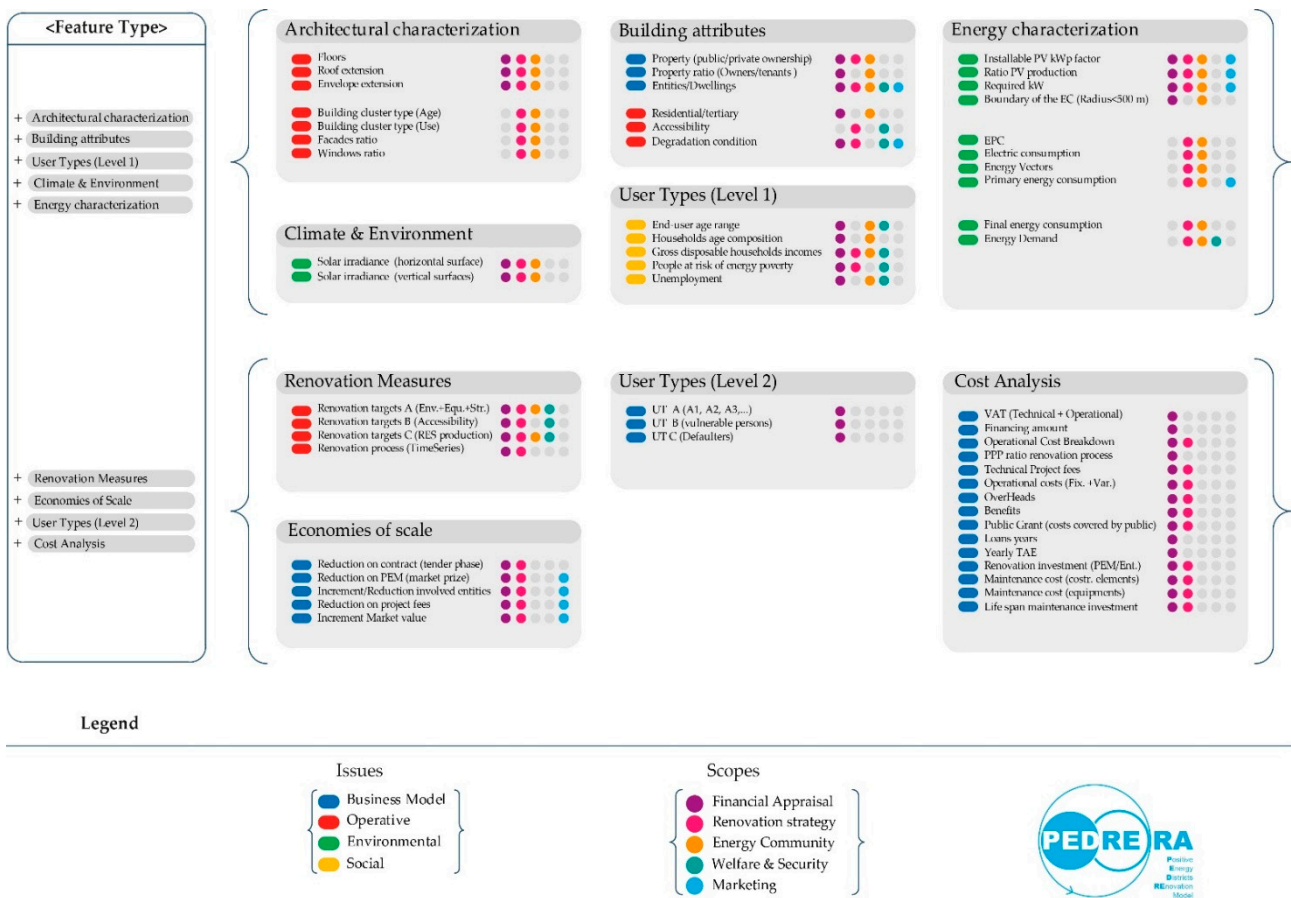 <Feature Type>
+ Architectural characterization
+ Building attributes
+ User Types (Level 1)
+ Climate & Environment
+ Energy characterization
+ Renovation Measures
+ Economies of Scale
+ User Types (Level 2)
+ Cost Analysis
Architectural characterization
Floors
Roof extension
Envelope extension
Building cluster type (Age)
Building cluster type (Use)
Facades ratio
Windows ratio
Climate & Environment
Solar irradiance (horizontal surface)
Solar irradiance (vertical surfaces)
Building attributes
Property (public/private ownership)
Property ratio (Owners/tenants )
Entities/Dwellings
Residential/tertiary
Accessibility
Degradation condition
User Types (Level 1)
End-user age range
Households age composition
Gross disposable households incomes
People at risk of energy poverty
Unemployment
Energy characterization
Installable PV kWp factor
Ratio PV production
Required kW
Boundary of the EC (Radius<500 m)
EPC
Electric consumption
Energy Vectors
Primary energy consumption
Final energy consumption
Energy Demand
Renovation Measures
Renovation targets A (Env.+Equ.+Str.)
Renovation targets B (Accessibility)
Renovation targets C (RES production)
Renovation process (TimeSeries)
Economies of scale
Reduction on contract (tender phase)
Reduction on PEM (market prize)
Increment/Reduction involved entities
Reduction on project fees
Increment Market value
User Types (Level 2)
UT A (A1, A2, A3,...)
UT B (vulnerable persons)
UT C (Defaulters)
Cost Analysis
VAT (Technical + Operational)
Financing amount
Operational Cost Breakdown
PPP ratio renovation process
Technical Project fees
Operational costs (Fix. +Var.)
OverHeads
Benefits
Public Grant (costs covered by public)
Loans years
Yearly TAE
Renovation investment (PEM/Ent.)
Maintenance cost (costr. elements)
Maintenance cost (equipments)
Life span maintenance investment
Legend
Issues
Business Model
Operative
Environmental
Social
Scopes
Financial Appraisal
Renovation strategy
Energy Community
Welfare & Security
Marketing
PEDRERA
Positive
Energy
Districts
REnovation
Model